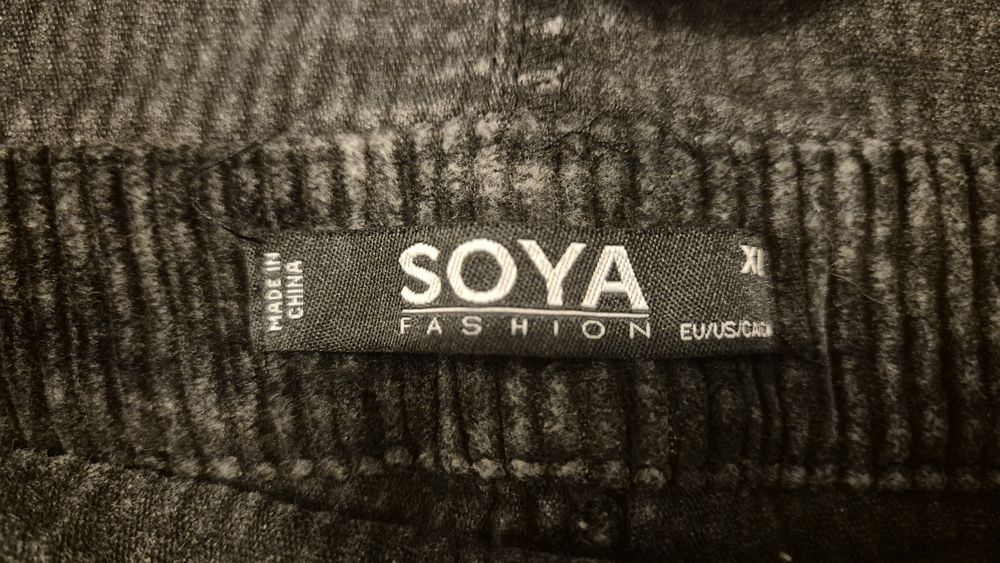 MADE IN
CHINA
SOYA
FASHION
XL
EU/US/CAN